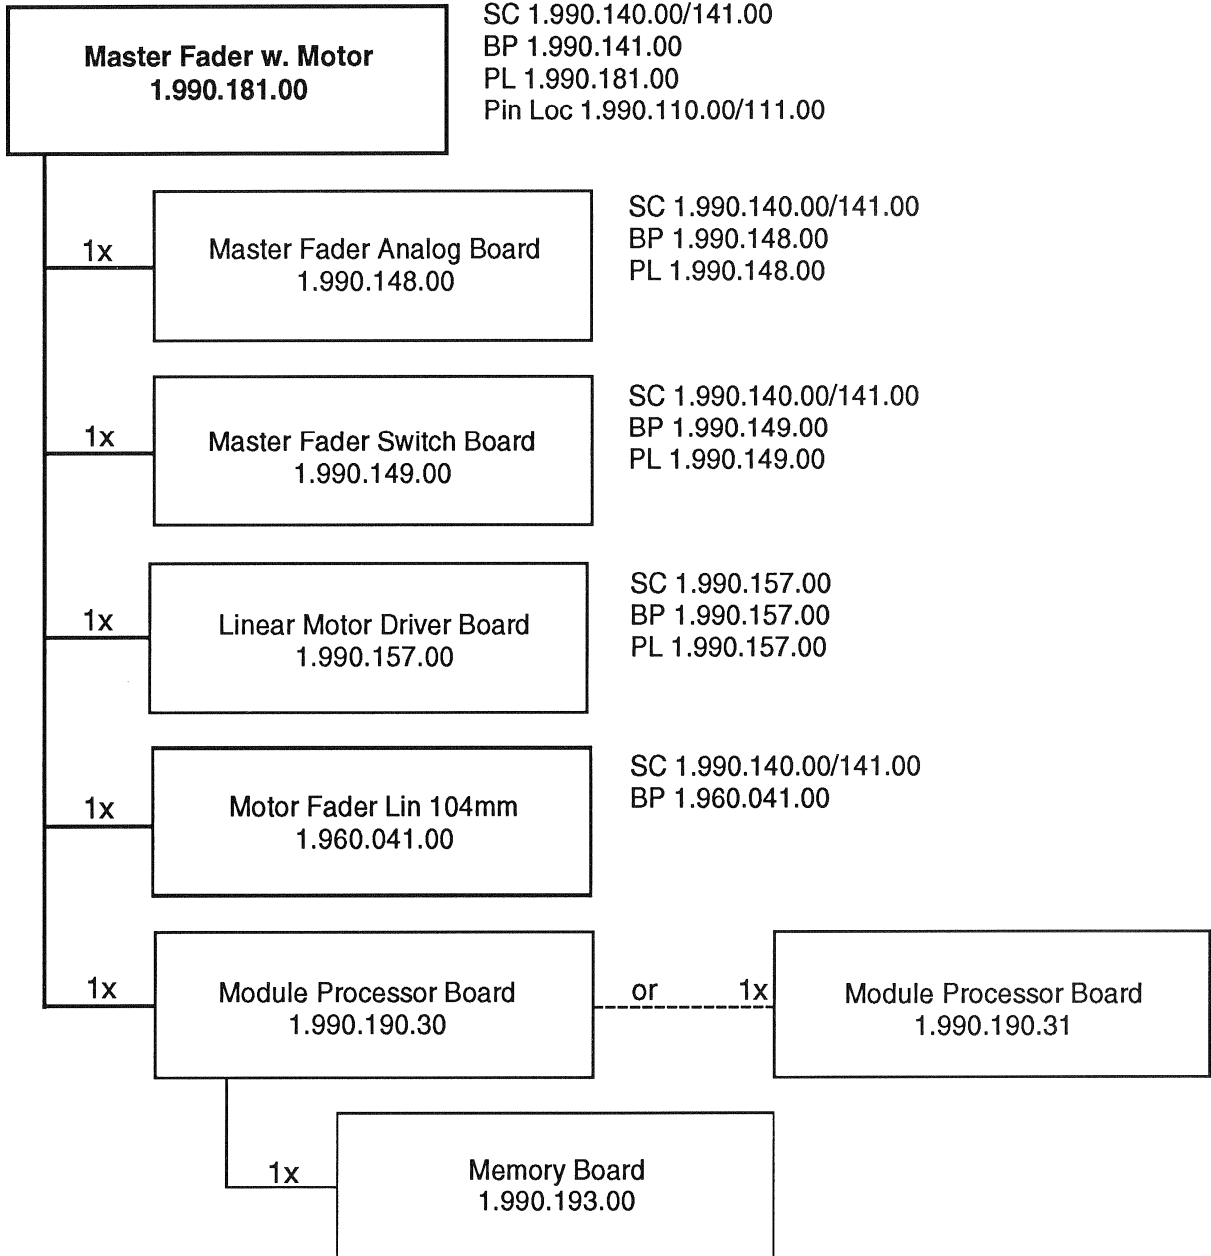 Master Fader w. Motor
1.990.181.00
SC 1.990.140.00/141.00
BP 1.990.141.00
PL 1.990.181.00
Pin Loc 1.990.110.00/111.00
1x
Master Fader Analog Board
1.990.148.00
SC 1.990.140.00/141.00
BP 1.990.148.00
PL 1.990.148.00
1x
Master Fader Switch Board
1.990.149.00
SC 1.990.140.00/141.00
BP 1.990.149.00
PL 1.990.149.00
1x
Linear Motor Driver Board
1.990.157.00
SC 1.990.157.00
BP 1.990.157.00
PL 1.990.157.00
1x
Motor Fader Lin 104mm
1.960.041.00
SC 1.990.140.00/141.00
BP 1.960.041.00
1x
Module Processor Board
1.990.190.30
or
1x
Module Processor Board
1.990.190.31
1x
Memory Board
1.990.193.00